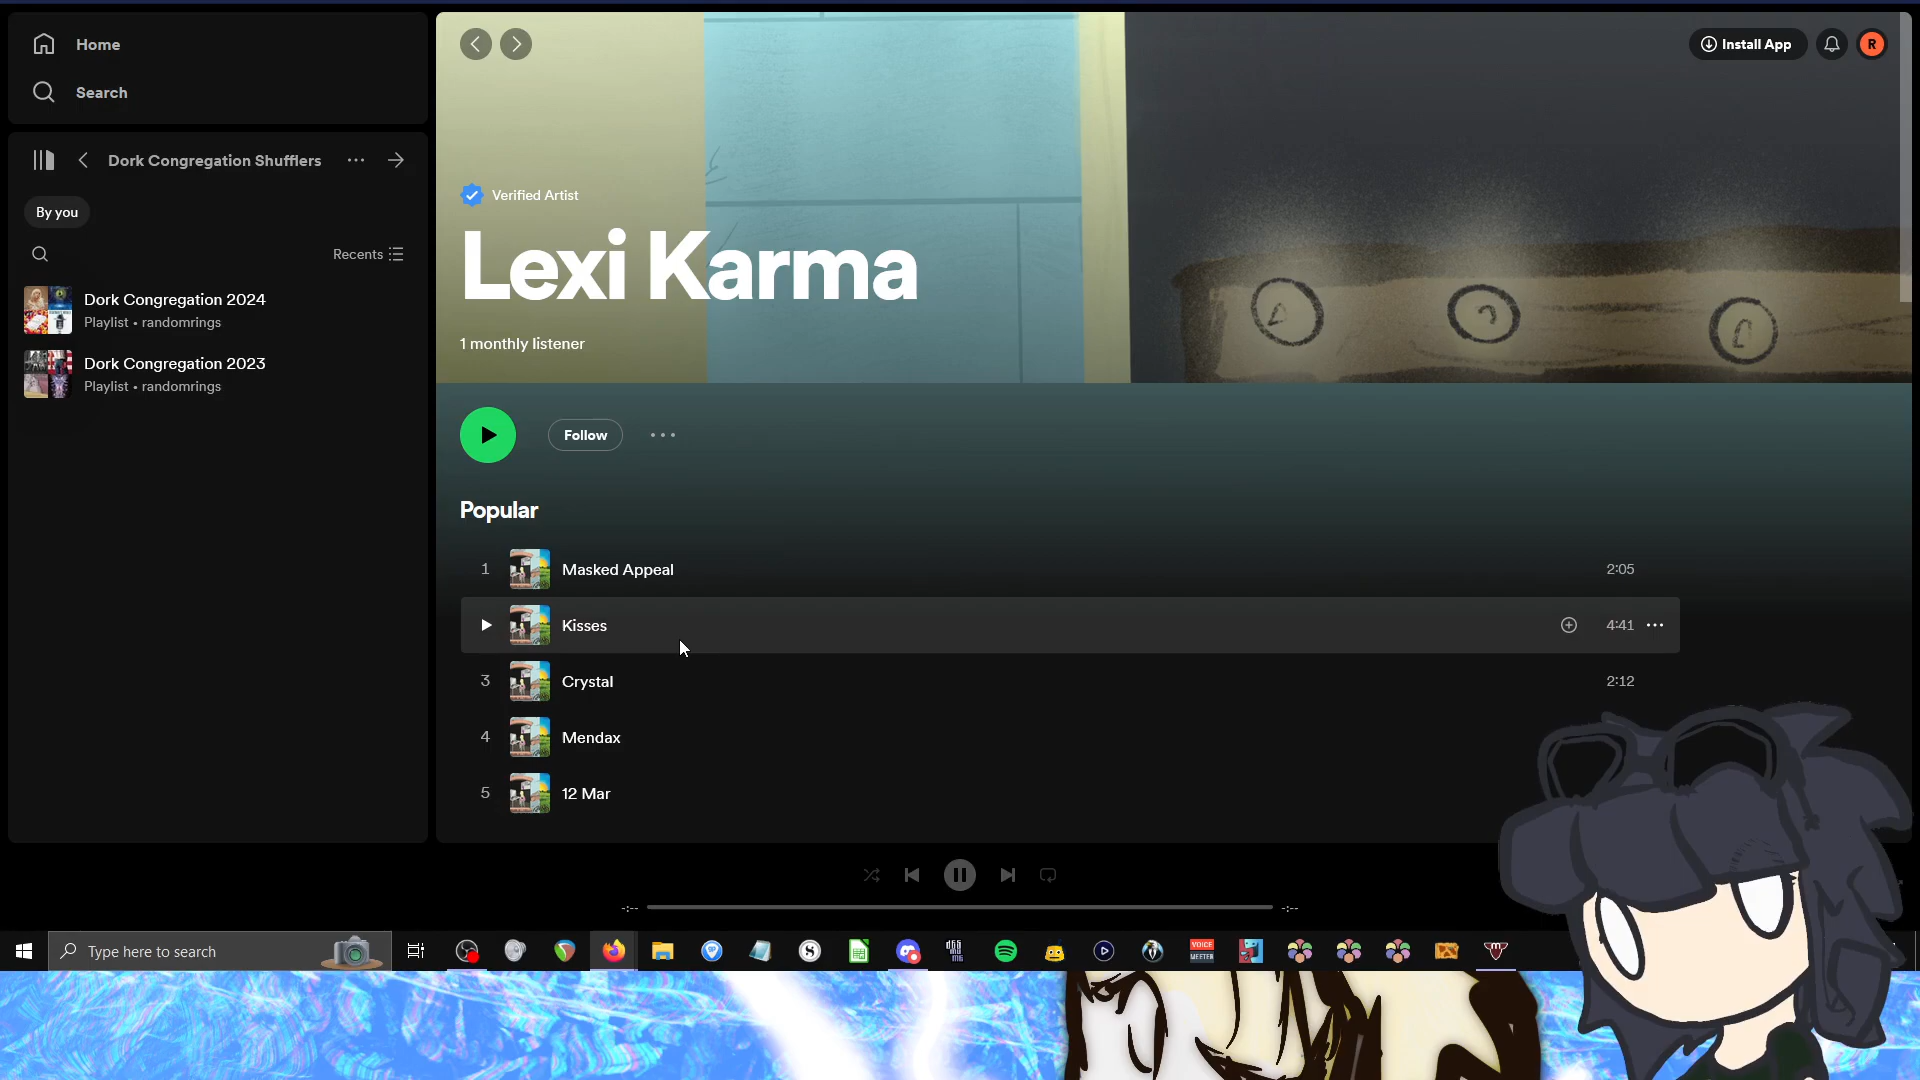 Home
Search
Dork Congregation Shufflers
By you
Recents
Dork Congregation 2024
Playlist • randomrings
Dork Congregation 2023
Playlist • randomrings
Install App
R
Verified Artist
Lexi Karma
1 monthly listener
Follow
Popular
1 Masked Appeal 2:05
Kisses 4:41
3 Crystal 2:12
4 Mendax
5 12 Mar
-:--
-:--
Type here to search
VOICE
MEETER